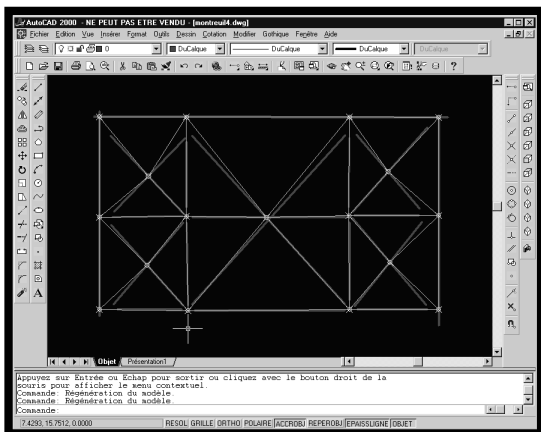 AutoCAD 2000 - NE PEUT PAS ETRE VENDU - [montreuil4.dwg]
Fichier Edition Vue Insérer Format Outils Dessin Cotation Modifier Gothique Fenêtre Aide
0 DuCalque DuCalque DuCalque DuCalque
Objet Présentation1
Appuyez sur Entrée ou Echap pour sortir ou cliquez avec le bouton droit de la
souris pour afficher le menu contextuel.
Commande: Régénération du modèle.
Commande: Régénération du modèle.
Commande:
7.4293, 15.7512, 0.0000 RESOL GRILLE ORTHO POLAIRE ACCROBJ REPEROBJ EPAISSLIGNE OBJET